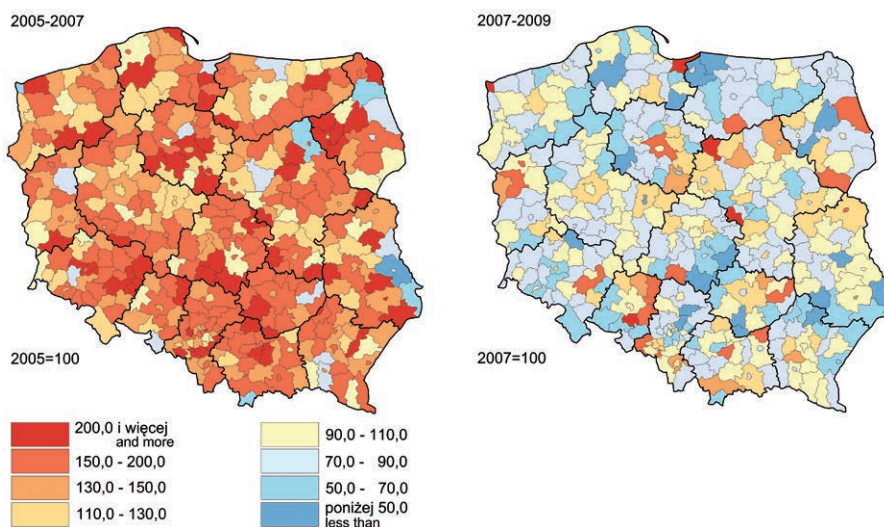 2005-2007
2007-2009
2005=100
2007=100
200,0 i więcej
and more
150,0 - 200,0
130,0 - 150,0
110,0 - 130,0
90,0 - 110,0
70,0 - 90,0
50,0 - 70,0
poniżej 50,0
less than